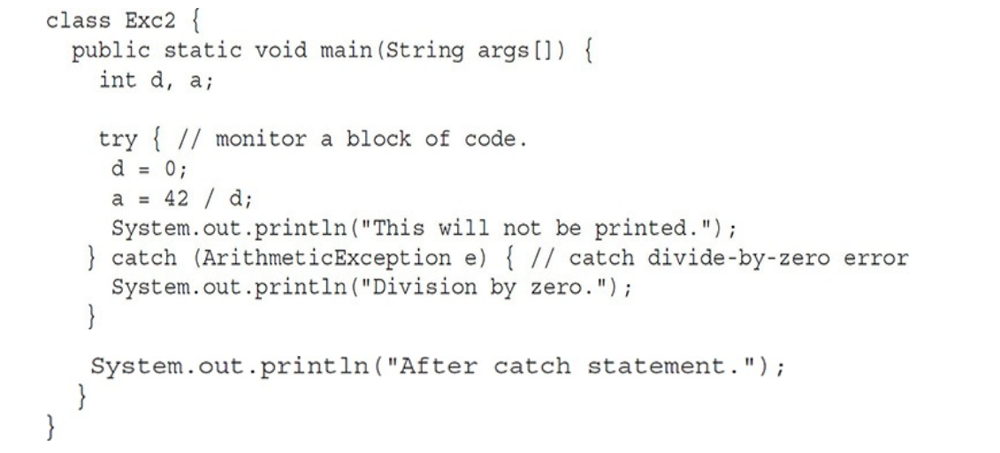 class Exc2 {
public static void main(String args[]) {
int d, a;
try { // monitor a block of code.
d = 0;
a = 42 / d;
System.out.println("This will not be printed.");
} catch (ArithmeticException e) { // catch divide-by-zero error
System.out.println("Division by zero.");
}
System.out.println("After catch statement.");
}
}